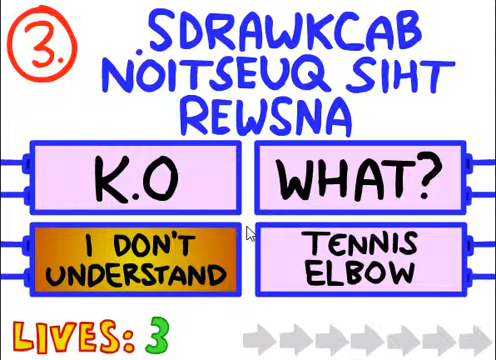 3.
.SDRAWKCAB
NOITSEUQ SIHT
REWSNA
K.O
WHAT?
I DON'T
UNDERSTAND
TENNIS
ELBOW
LIVES: 3